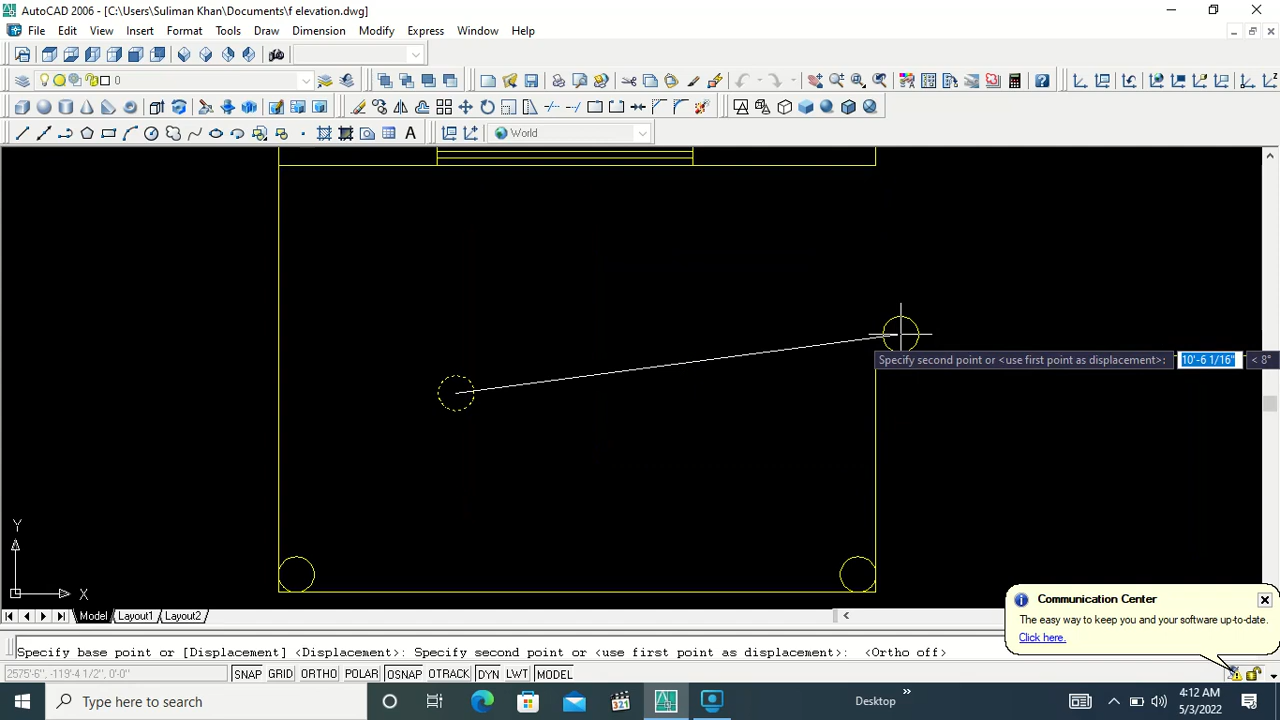 AutoCAD 2006 - [C:\Users\Suliman Khan\Documents\f elevation.dwg]
File Edit View Insert Format Tools Draw Dimension Modify Express Window Help
0
World
A
Specify second point or <use first point as displacement>: 10'-6 1/16" < 8°
Y
X
Model Layout1 Layout2
Communication Center
The easy way to keep you and your software up-to-date.
Click here.
Specify base point or [Displacement] <Displacement>: Specify second point or <use first point as displacement>: <Ortho off>
2575'-6", -119'-4 1/2", 0'-0" SNAP GRID ORTHO POLAR OSNAP OTRACK DYN LWT MODEL
Type here to search
321
Desktop
4:12 AM
5/3/2022